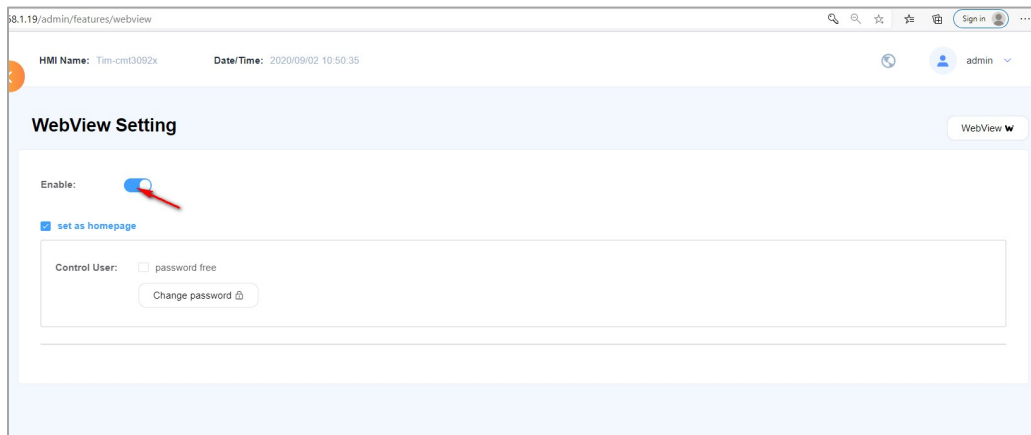 58.1.19/admin/features/webview
Sign in
HMI Name: Tim-cmt3092x Date/Time: 2020/09/02 10:50:35
admin
WebView Setting
WebView
Enable:
set as homepage
Control User: password free
Change password